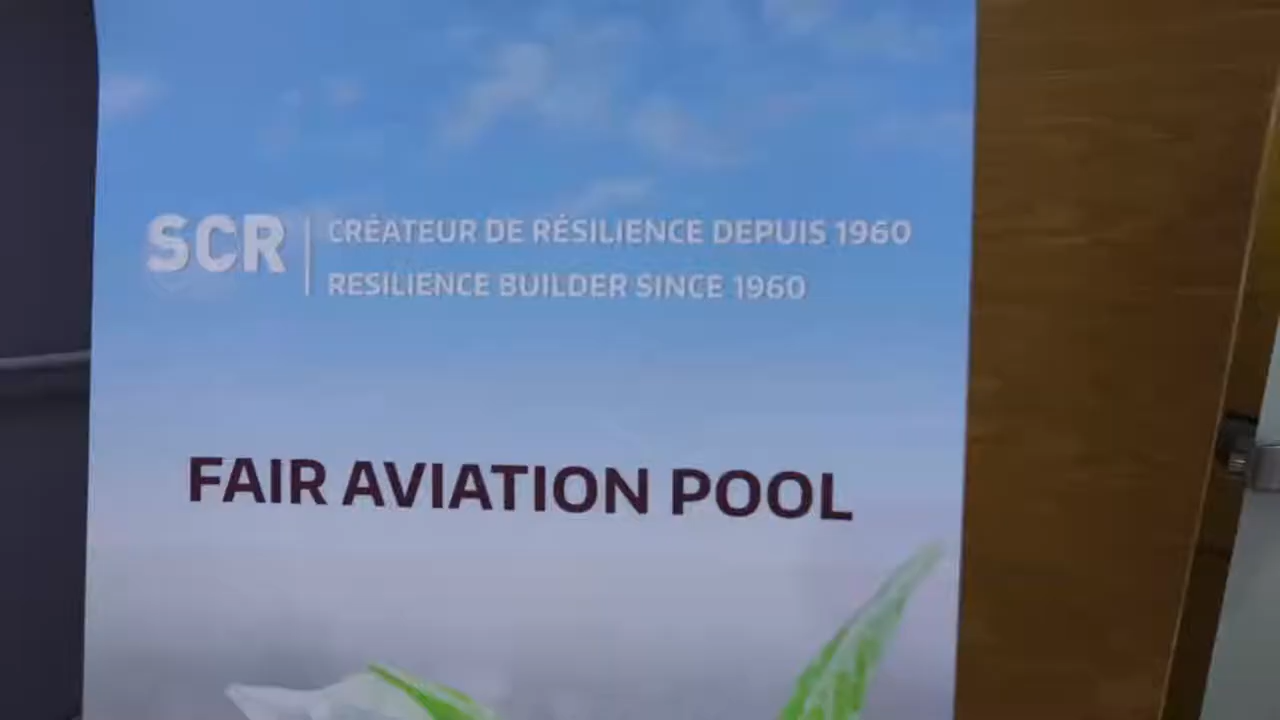 SCR
CRÉATEUR DE RÉSILIENCE DEPUIS 1960
RESILIENCE BUILDER SINCE 1960
FAIR AVIATION POOL